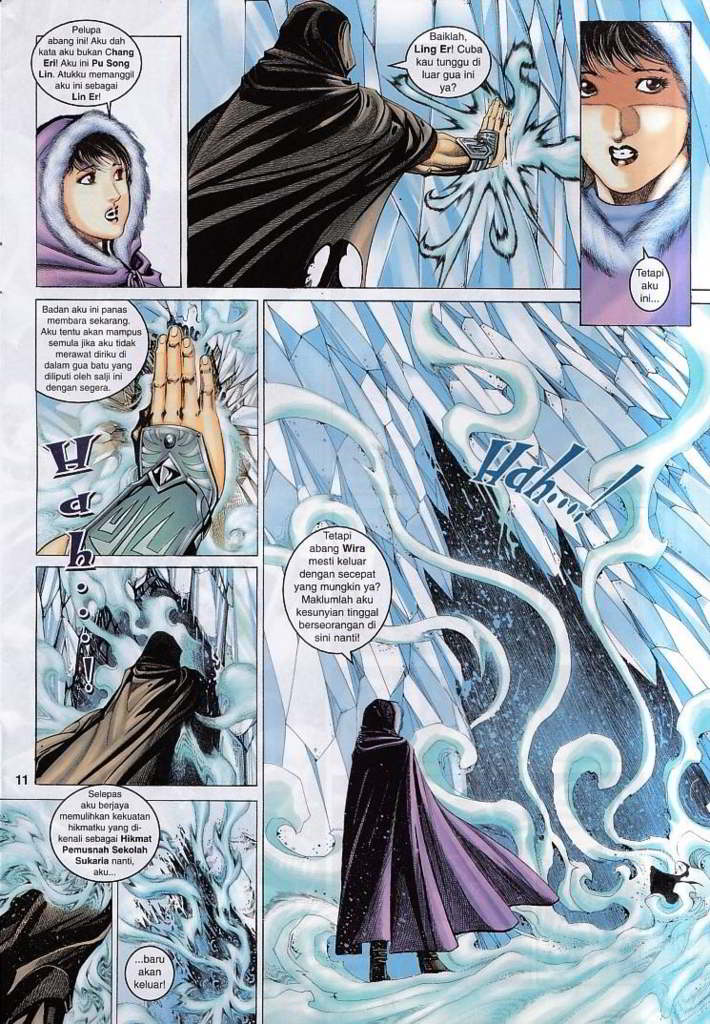 Pelupa
abang ini! Aku dah
kata aku bukan Chang
Eri! Aku ini Pu Song
Lin. Atukku memanggil
aku ini sebagai
Lin Er!
Baiklah,
Ling Er! Cuba
kau tunggu di
luar gua ini
ya?
Tetapi
aku
ini...
Badan aku ini panas
membara sekarang.
Aku tentu akan mampus
semula jika aku tidak
merawat diriku di
dalam gua batu yang
diliputi oleh salji ini
dengan segera.
Hah.....!
Hah....!
Tetapi
abang Wira
mesti keluar
dengan secepat
yang mungkin ya?
Maklumlah aku
kesunyian tinggal
berseorangan di
sini nanti!
11
Selepas
aku berjaya
memulihkan kekuatan
hikmatku yang di-
kenali sebagai Hikmat
Pemusnah Sekolah
Sukaria nanti,
aku...
...baru
akan
keluar!